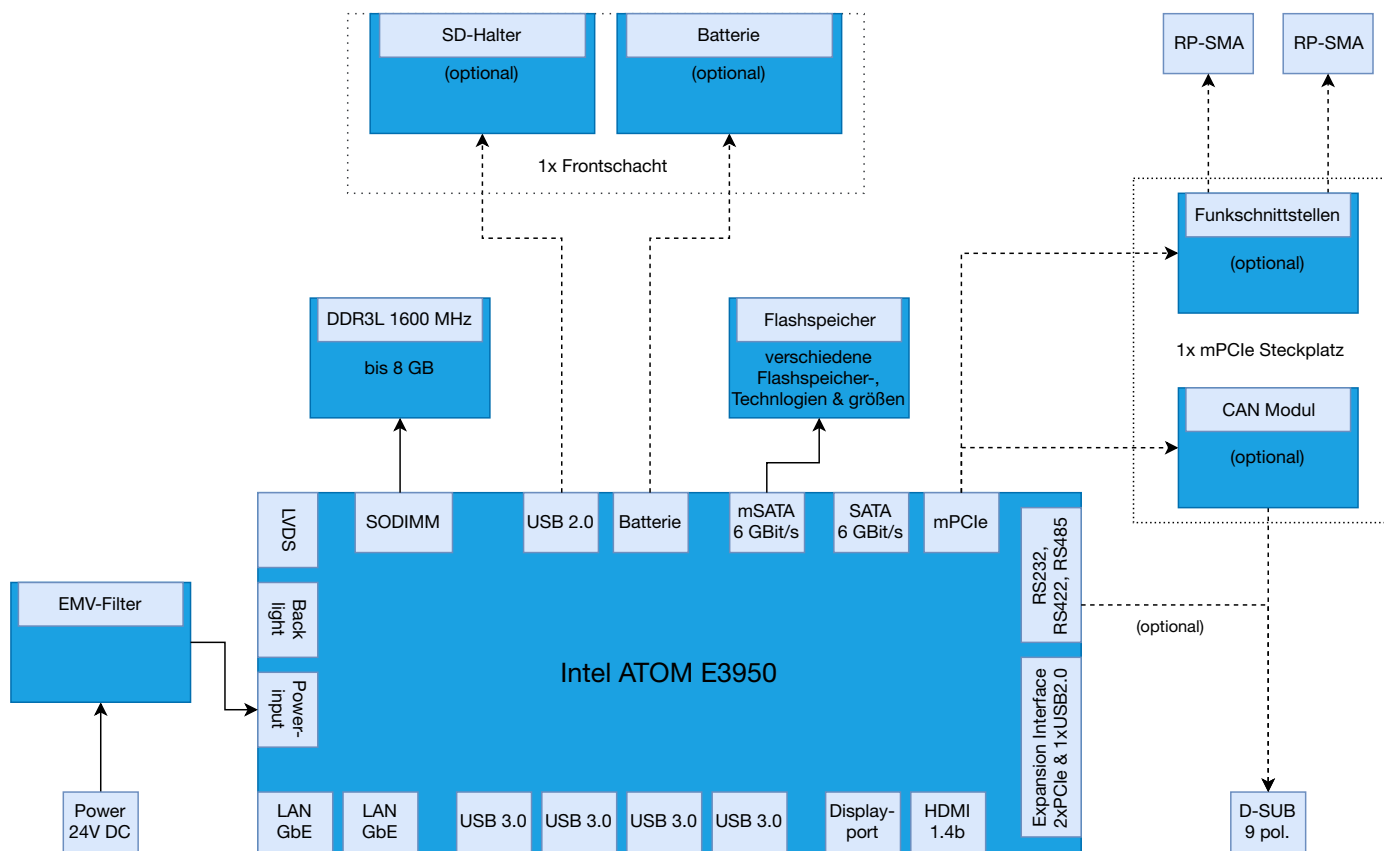 SD-Halter
(optional)
Batterie
(optional)
1x Frontschacht
RP-SMA
RP-SMA
Funkschnittstellen
(optional)
1x mPCIe Steckplatz
CAN Modul
(optional)
DDR3L 1600 MHz
bis 8 GB
Flashspeicher
verschiedene
Flashspeicher-,
Technlogien & größen
LVDS
SODIMM
USB 2.0
Batterie
mSATA
6 GBit/s
SATA
6 GBit/s
mPCIe
RS232,
RS422, RS485
(optional)
EMV-Filter
Back
light
Power-
input
Intel ATOM E3950
Expansion Interface
2xPCIe & 1xUSB2.0
Power
24V DC
LAN
GbE
LAN
GbE
USB 3.0
USB 3.0
USB 3.0
USB 3.0
Display-
port
HDMI
1.4b
D-SUB
9 pol.